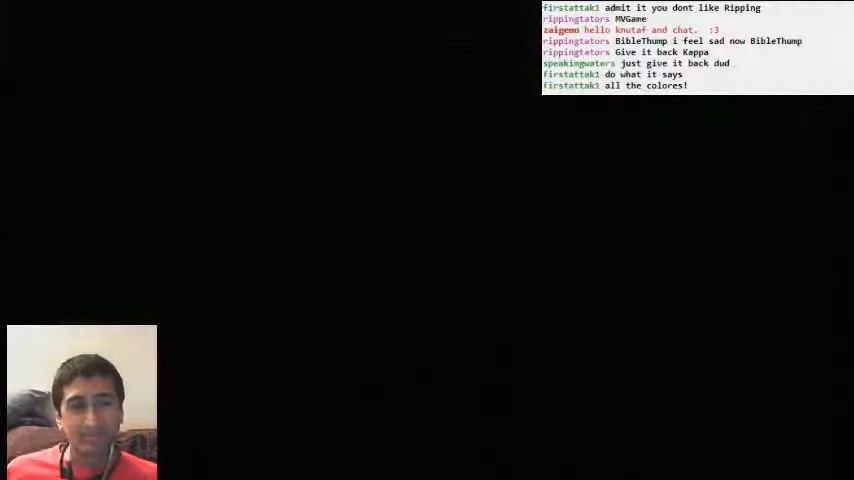 firstattak1 admit it you dont like Ripping
rippingtators MVGame
zaigemo hello knutaf and chat. :3
rippingtators BibleThump i feel sad now BibleThump
rippingtators Give it back Kappa
speakingwaters just give it back dud
firstattak1 do what it says
firstattak1 all the colores!